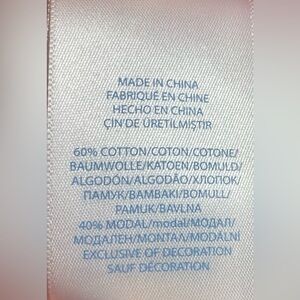 MADE IN CHINA
FABRIQUÉ EN CHINE
HECHO EN CHINA
ÇİN'DE ÜRETİLMİŞTİR
60% COTTON/COTON/COTONE/
BAUMWOLLE/KATOEN/BOMULD/
ALGODÓN/ALGODÃO/ХЛОПОК/
ПАМУК/BAMBAKI/BOMULL/
PAMUK/BAVLNA
40% MODAL/modal/МОДАЛ/
МОДАЛЕН/ΜΟΝΤΑΛ/MODÁLNÍ
EXCLUSIVE OF DECORATION
SAUF DÉCORATION